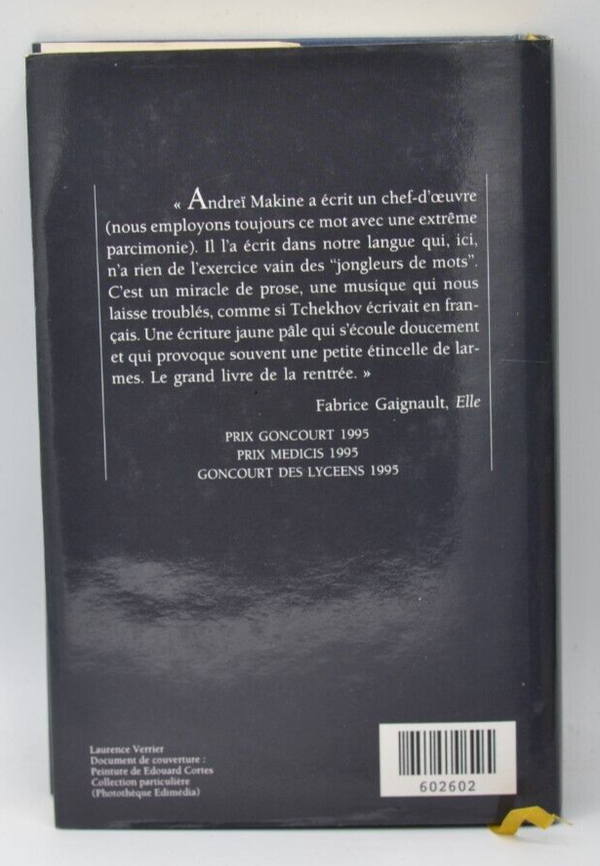 « Andreï Makine a écrit un chef-d'œuvre
(nous employons toujours ce mot avec une extrême
parcimonie). Il l'a écrit dans notre langue qui, ici,
n'a rien de l'exercice vain des "jongleurs de mots".
C'est un miracle de prose, une musique qui nous
laisse troublés, comme si Tchekhov écrivait en fran-
çais. Une écriture jaune pâle qui s'écoule doucement
et qui provoque souvent une petite étincelle de lar-
mes. Le grand livre de la rentrée. »
Fabrice Gaignault, Elle
PRIX GONCOURT 1995
PRIX MEDICIS 1995
GONCOURT DES LYCEENS 1995
Laurence Verrier
Document de couverture :
Peinture de Edouard Cortes
Collection particulière
(Photothèque Edimédia)
602602